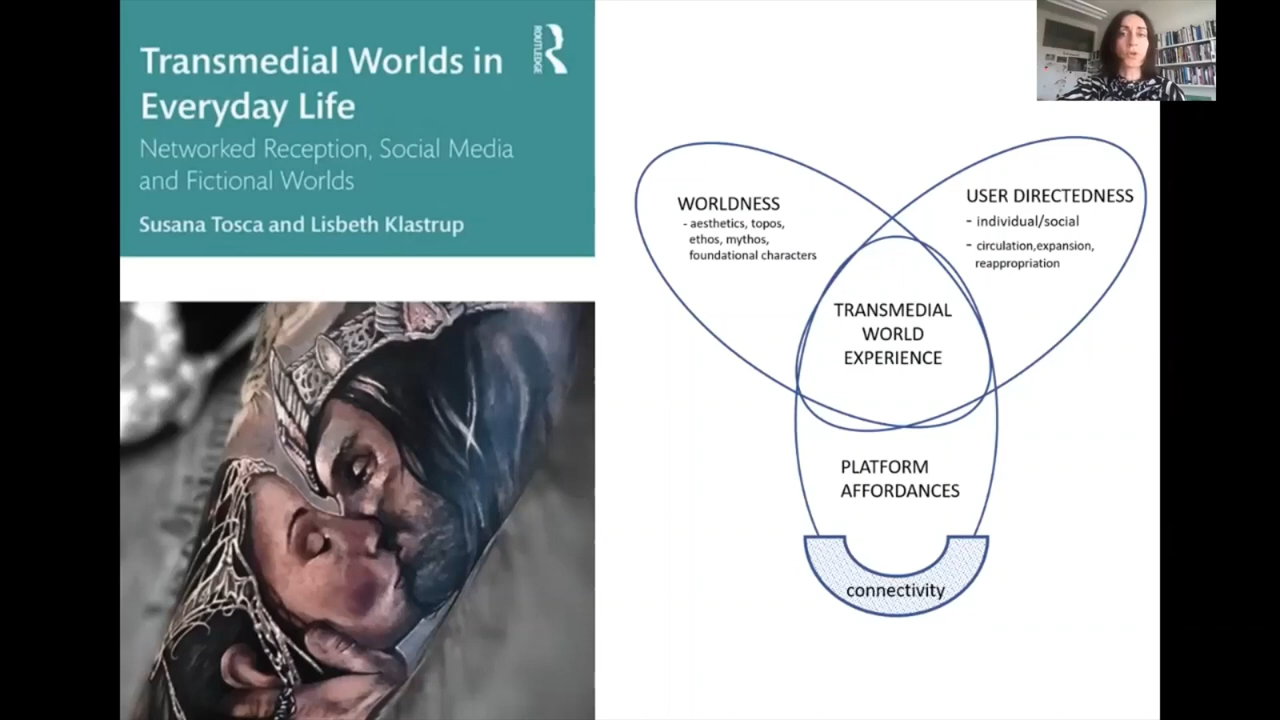 Transmedial Worlds in
Everyday Life
Networked Reception, Social Media
and Fictional Worlds
Susana Tosca and Lisbeth Klastrup
ROUTLEDGE
WORLDNESS
- aesthetics, topos,
ethos, mythos,
foundational characters
USER DIRECTEDNESS
- individual/social
- circulation,expansion,
reappropriation
TRANSMEDIAL
WORLD
EXPERIENCE
PLATFORM
AFFORDANCES
connectivity